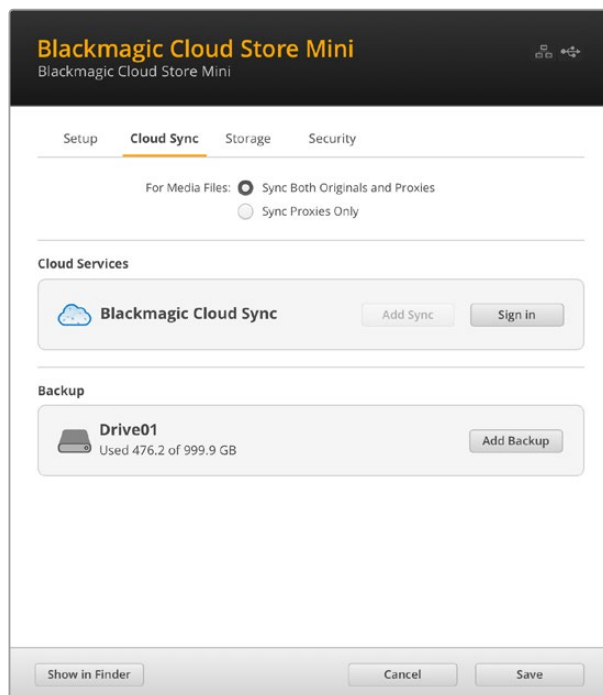 Blackmagic Cloud Store Mini
Blackmagic Cloud Store Mini
Setup Cloud Sync Storage Security
For Media Files: Sync Both Originals and Proxies
Sync Proxies Only
Cloud Services
Blackmagic Cloud Sync Add Sync Sign in
Backup
Drive01
Used 476.2 of 999.9 GB
Add Backup
Show in Finder Cancel Save